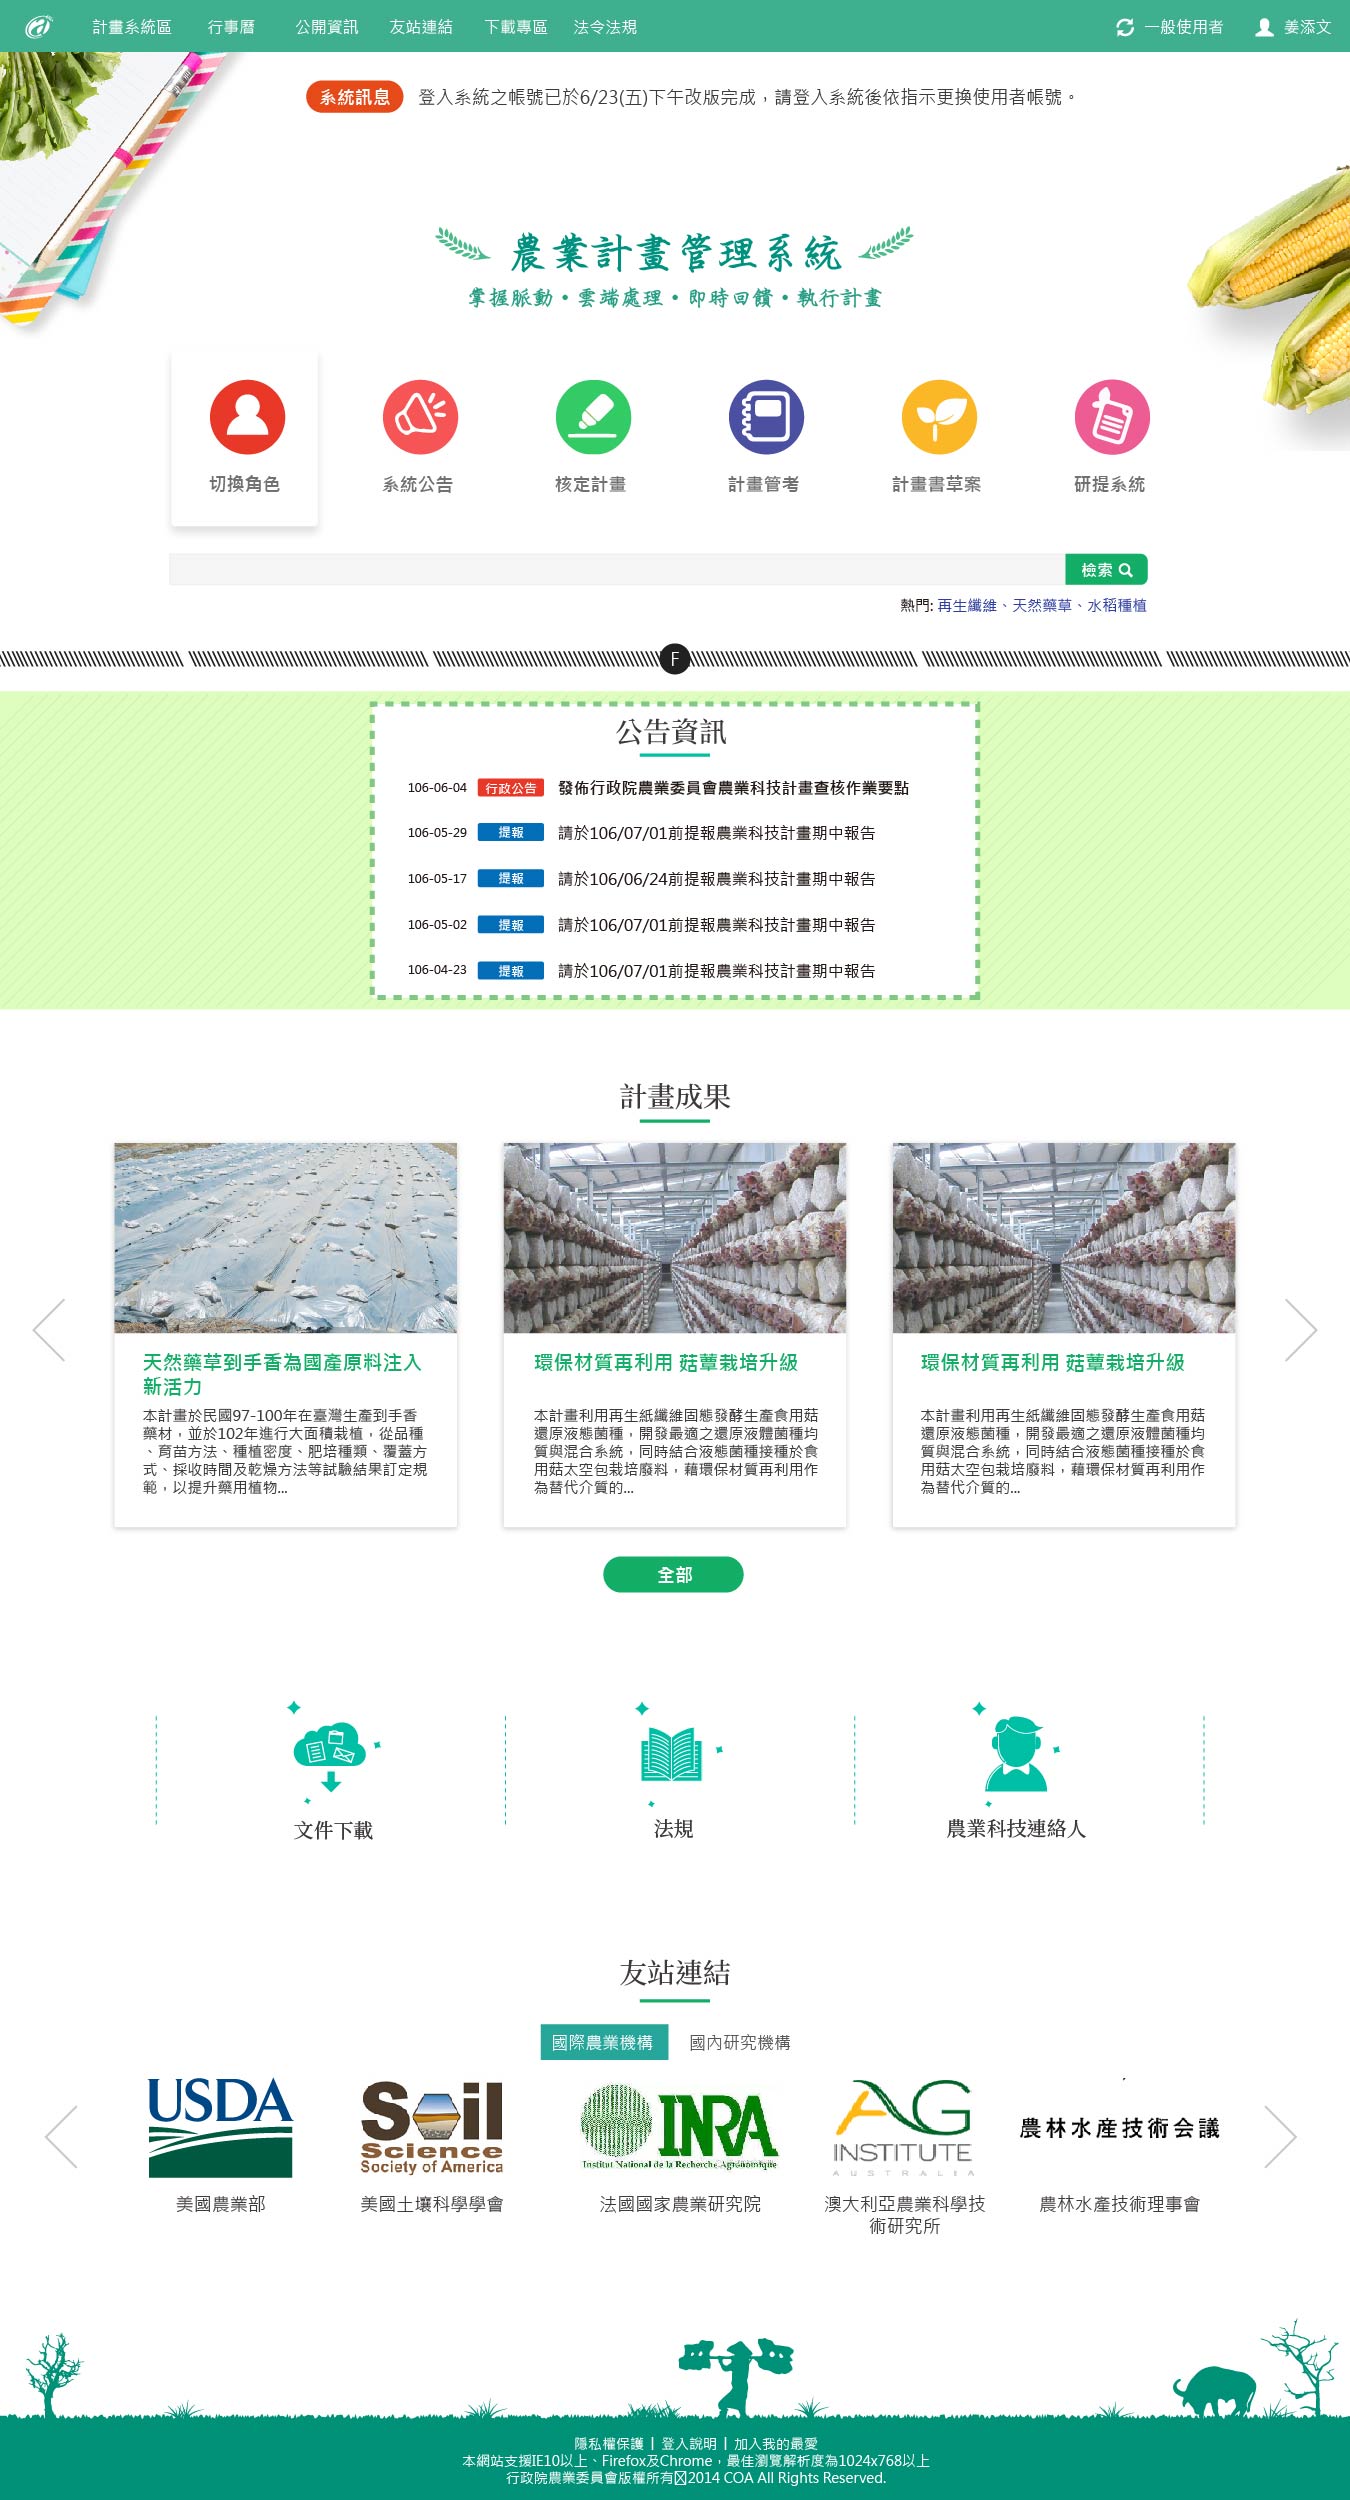 計畫系統區 行事曆 公開資訊 友站連結 下載專區 法令法規 一般使用者 姜添文
系統訊息 登入系統之帳號已於6/23(五)下午改版完成，請登入系統後依指示更換使用者帳號。
農業計畫管理系統
掌握脈動・雲端處理・即時回饋・執行計畫
切換角色 系統公告 核定計畫 計畫管考 計畫書草案 研提系統
檢索
熱門: 再生纖維、天然藥草、水稻種植
F
公告資訊
106-06-04 行政公告 發佈行政院農業委員會農業科技計畫查核作業要點
106-05-29 提報 請於106/07/01前提報農業科技計畫期中報告
106-05-17 提報 請於106/06/24前提報農業科技計畫期中報告
106-05-02 提報 請於106/07/01前提報農業科技計畫期中報告
106-04-23 提報 請於106/07/01前提報農業科技計畫期中報告
計畫成果
天然藥草到手香為國產原料注入
新活力
本計畫於民國97-100年在臺灣生產到手香
藥材，並於102年進行大面積栽植，從品種
、育苗方法、種植密度、肥培種類、覆蓋方
式、採收時間及乾燥方法等試驗結果訂定規
範，以提升藥用植物...
環保材質再利用 菇蕈栽培升級
本計畫利用再生紙纖維固態發酵生產食用菇
還原液態菌種，開發最適之還原液體菌種均
質與混合系統，同時結合液態菌種接種於食
用菇太空包栽培廢料，藉環保材質再利用作
為替代介質的...
環保材質再利用 菇蕈栽培升級
本計畫利用再生紙纖維固態發酵生產食用菇
還原液態菌種，開發最適之還原液體菌種均
質與混合系統，同時結合液態菌種接種於食
用菇太空包栽培廢料，藉環保材質再利用作
為替代介質的...
全部
文件下載 法規 農業科技連絡人
友站連結
國際農業機構 國內研究機構
USDA
Soil
Science
Society of America
INRA
Institut National de la Recherche Agronomique
AG
INSTITUTE
AUSTRALIA
農林水産技術会議
美國農業部 美國土壤科學學會 法國國家農業研究院 澳大利亞農業科學技
術研究所 農林水產技術理事會
隱私權保護 | 登入說明 | 加入我的最愛
本網站支援IE10以上、Firefox及Chrome，最佳瀏覽解析度為1024x768以上
行政院農業委員會版權所有 2014 COA All Rights Reserved.